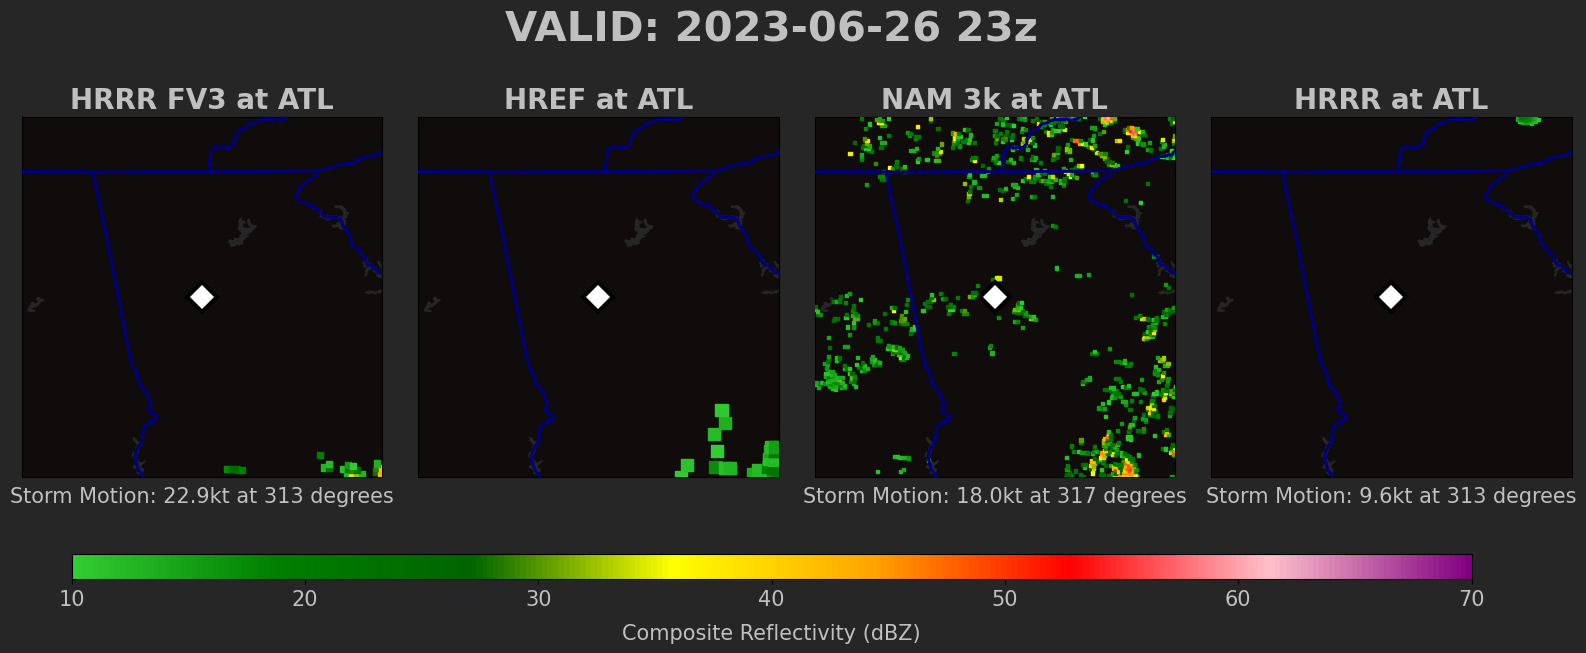 VALID: 2023-06-26 23z
HRRR FV3 at ATL
HREF at ATL
NAM 3k at ATL
HRRR at ATL
Storm Motion: 22.9kt at 313 degrees
Storm Motion: 18.0kt at 317 degrees
Storm Motion: 9.6kt at 313 degrees
10 20 30 40 50 60 70
Composite Reflectivity (dBZ)